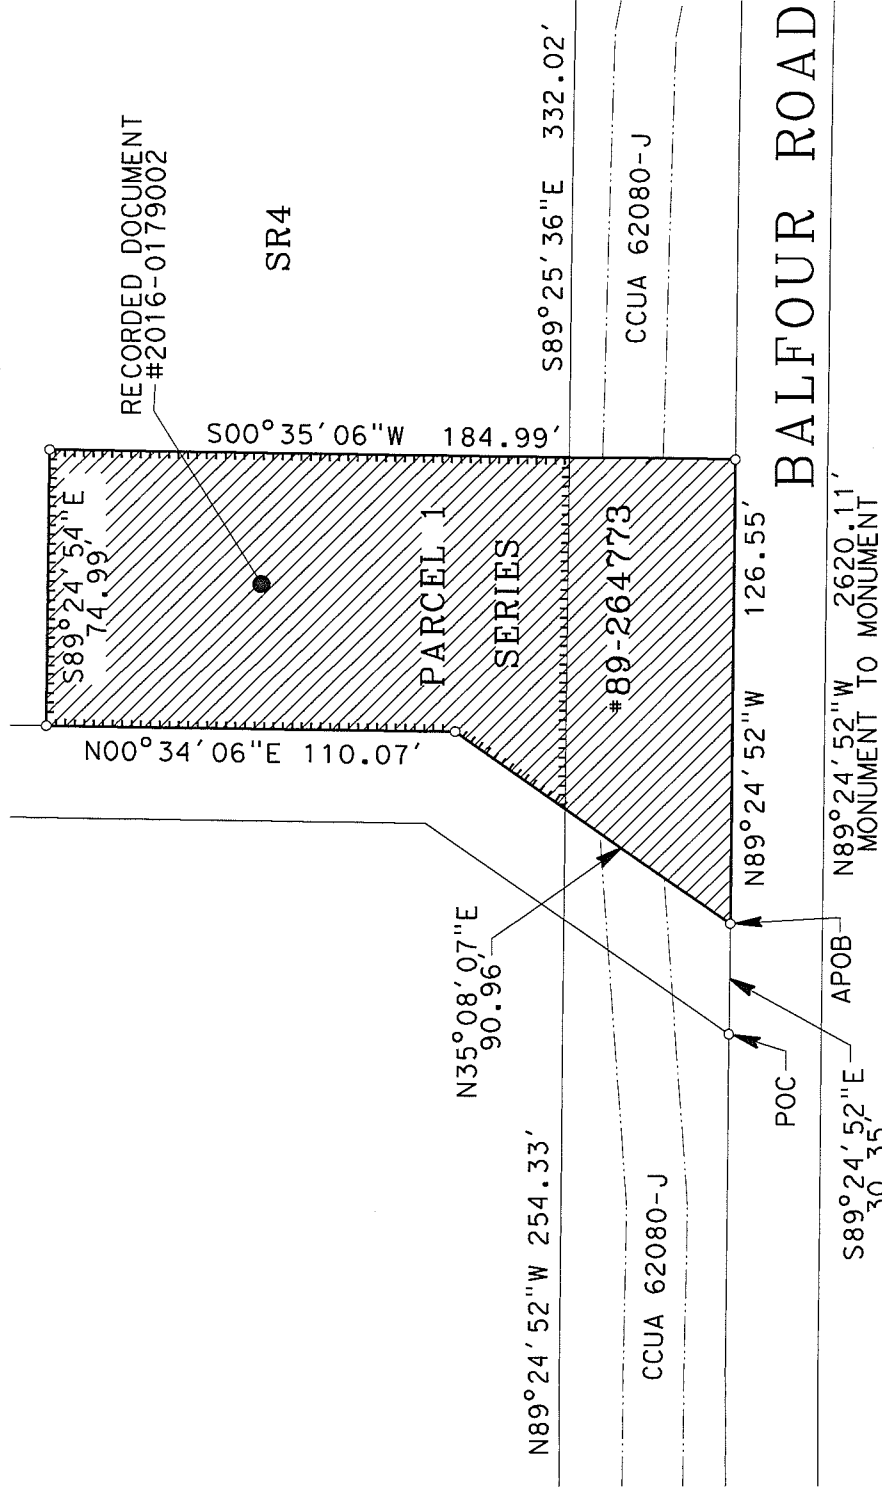 RECORDED DOCUMENT
#2016-0179002
SR4
S89°24'54"E
74.99'
S00°35'06"W 184.99'
N00°34'06"E 110.07'
PARCEL 1
SERIES
#89-264773
S89°25'36"E 332.02'
CCUA 62080-J
N35°08'07"E
90.96'
N89°24'52"W 254.33'
CCUA 62080-J
N89°24'52"W 126.55'
BALFOUR ROAD
N89°24'52"W 2620.11'
MONUMENT TO MONUMENT
APOB
POC
S89°24'52"E
30.35'